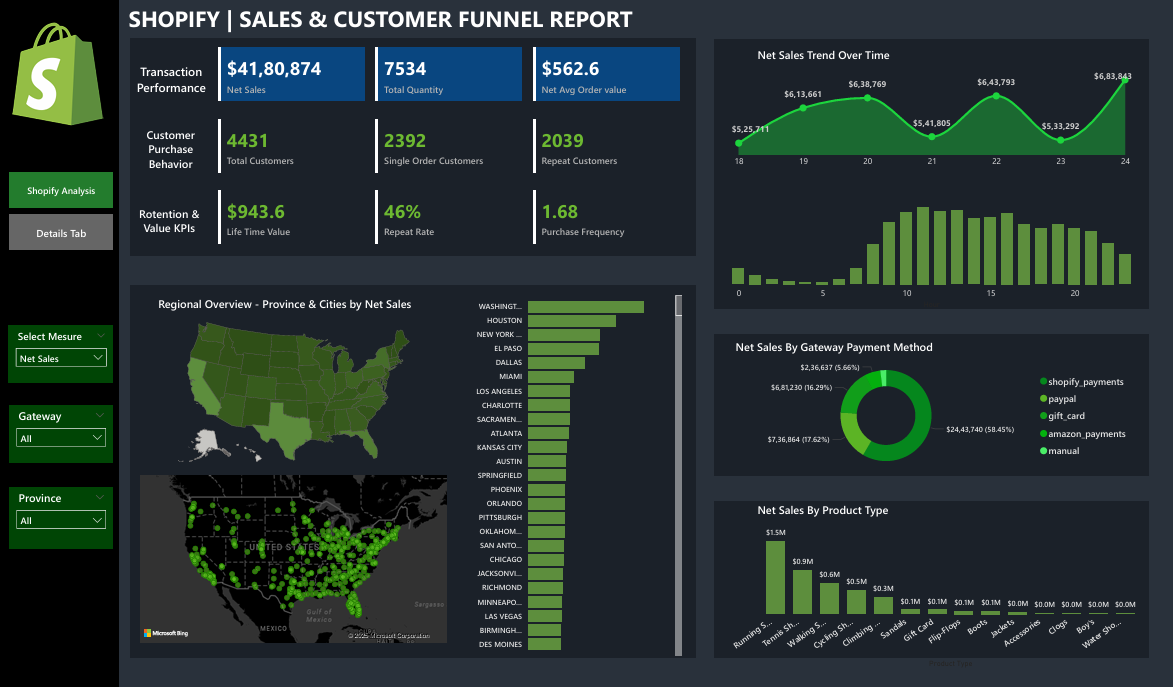 SHOPIFY | SALES & CUSTOMER FUNNEL REPORT
S
Shopify Analysis
Details Tab
Select Mesure
Net Sales
Gateway
All
Province
All
Transaction
Performance
$41,80,874
Net Sales
7534
Total Quantity
$562.6
Net Avg Order value
Customer
Purchase
Behavior
4431
Total Customers
2392
Single Order Customers
2039
Repeat Customers
Rotention &
Value KPIs
$943.6
Life Time Value
46%
Repeat Rate
1.68
Purchase Frequency
Regional Overview - Province & Cities by Net Sales
UNITED STATES
Gulf of
Mexico
MEXICO
Sargasso
Microsoft Bing
© 2025 Microsoft Corporation
WASHINGT...
HOUSTON
NEW YORK ...
EL PASO
DALLAS
MIAMI
LOS ANGELES
CHARLOTTE
SACRAMEN...
ATLANTA
KANSAS CITY
AUSTIN
SPRINGFIELD
PHOENIX
ORLANDO
PITTSBURGH
OKLAHOM...
SAN ANTO...
CHICAGO
JACKSONVI...
RICHMOND
MINNEAPO...
LAS VEGAS
BIRMINGH...
DES MOINES
Net Sales Trend Over Time
$5,25,711
$6,13,661
$6,38,769
$5,41,805
$6,43,793
$5,33,292
$6,83,843
18 19 20 21 22 23 24
0 5 10 15 20
Net Sales By Gateway Payment Method
$2,36,637 (5.66%)
$6,81,230 (16.29%)
$7,36,864 (17.62%)
$24,43,740 (58.45%)
shopify_payments
paypal
gift_card
amazon_payments
manual
Net Sales By Product Type
$1.5M $0.9M $0.6M $0.5M $0.3M $0.1M $0.1M $0.1M $0.1M $0.0M $0.0M $0.0M $0.0M $0.0M
Running S...
Tennis Sh...
Walking S...
Cycling Sh...
Climbing ...
Sandals
Gift Card
Flip-Flops
Boots
Jackets
Accessories
Clogs
Boy's
Water Sho...
Product Type